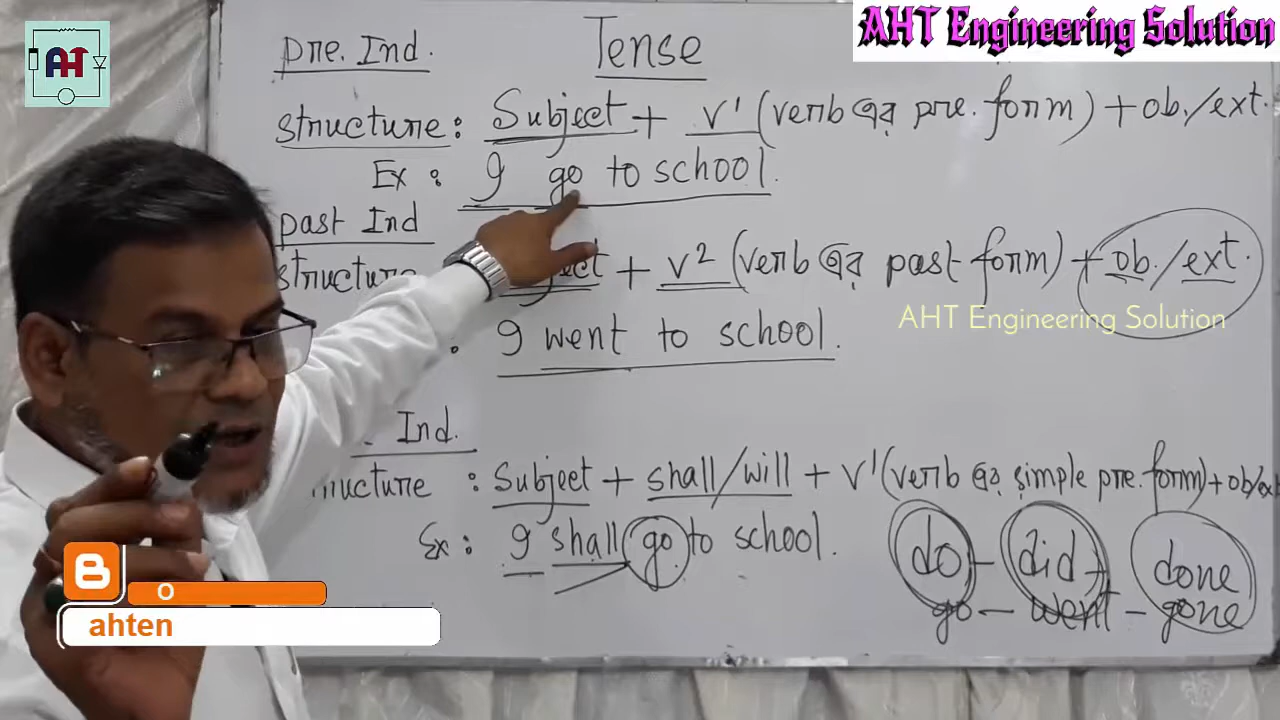 AHT
AHT Engineering Solution
Tense
pre. Ind.
structure: Subject + v¹ (verb এর pre. form) + ob./ext.
Ex: I go to school.
past Ind
structure + v² (verb এর past form) + ob./ext.
AHT Engineering Solution
I went to school.
Ind.
: Subject + shall/will + v¹ (verb এর simple pre. form) + ob/ext
Ex: I shall go to school.
do - did - done
go - went - gone
B
O
ahten